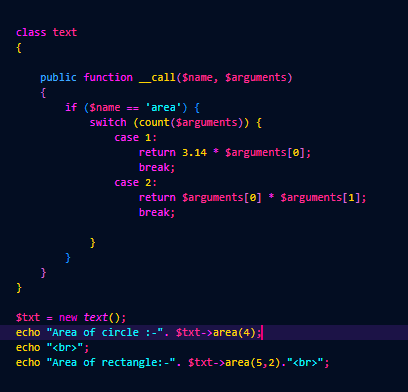 class text
{
    public function __call($name, $arguments)
    {
        if ($name == 'area') {
            switch (count($arguments)) {
                case 1:
                    return 3.14 * $arguments[0];
                    break;
                case 2:
                    return $arguments[0] * $arguments[1];
                    break;
            }
        }
    }
}
$txt = new text();
echo "Area of circle :-". $txt->area(4);
echo "<br>";
echo "Area of rectangle:-". $txt->area(5,2)."<br>";